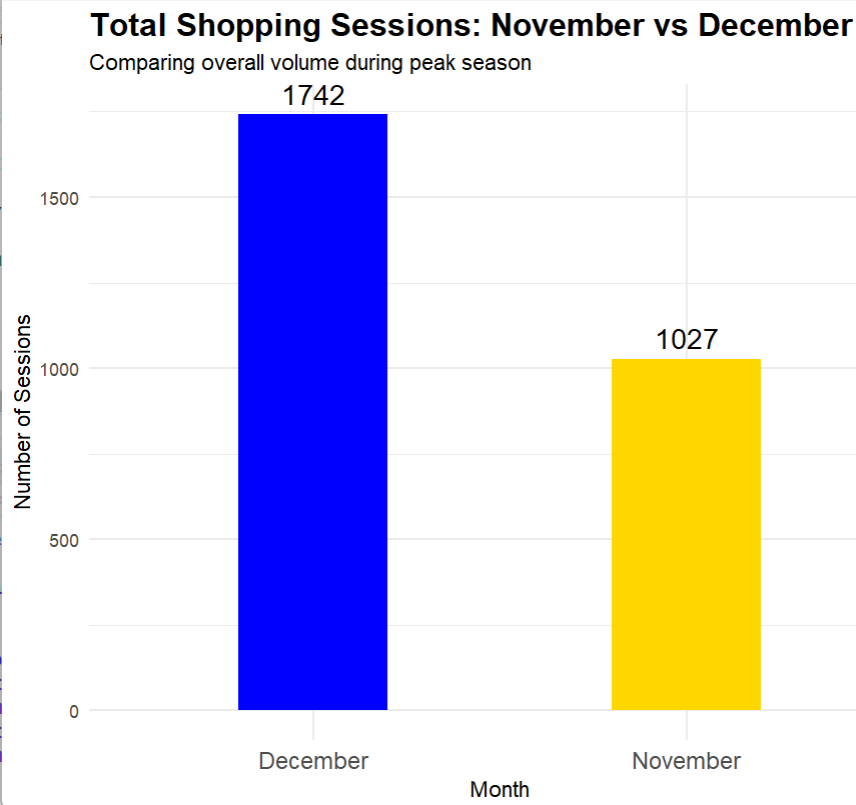 Total Shopping Sessions: November vs December
Comparing overall volume during peak season
1742
1500
1027
1000
Number of Sessions
500
0
December
November
Month